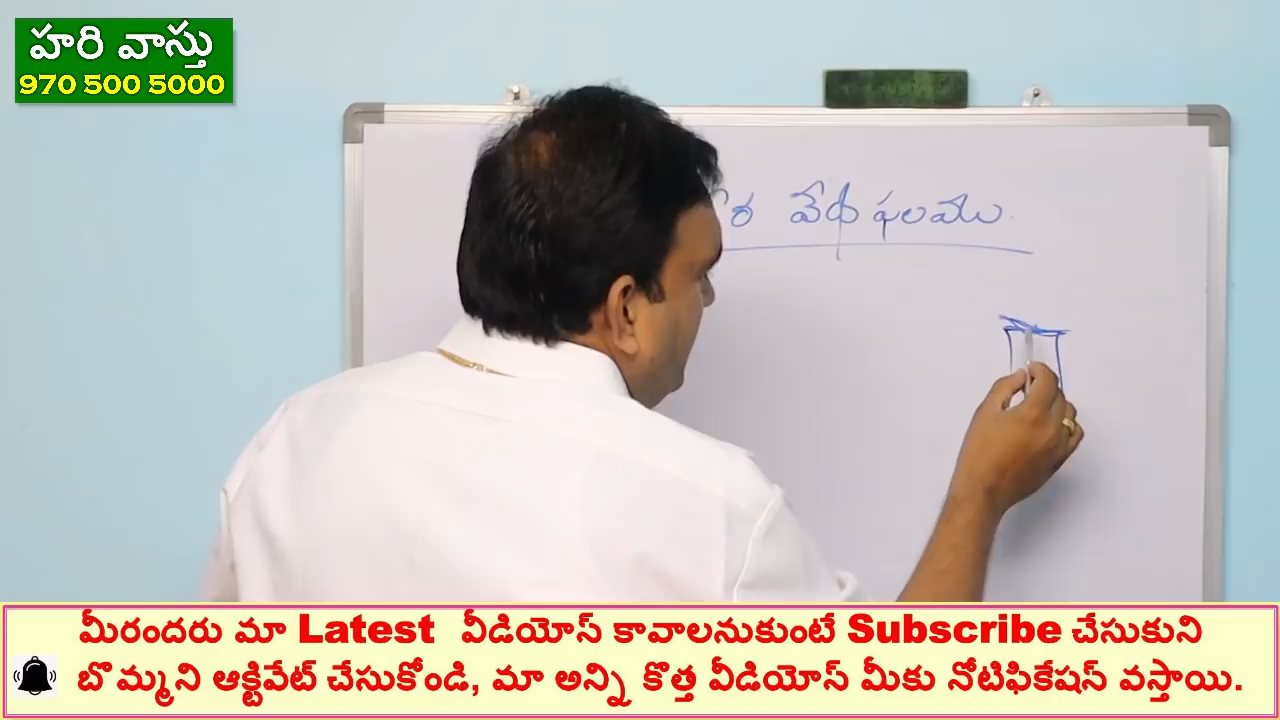 హరి వాస్తు
970 500 5000
వేధ ఫలము
మీరందరు మా Latest వీడియోస్ కావాలనుకుంటే Subscribe చేసుకుని
బొమ్మని ఆక్టివేట్ చేసుకోండి, మా అన్ని కొత్త వీడియోస్ మీకు నోటిఫికేషన్ వస్తాయి.